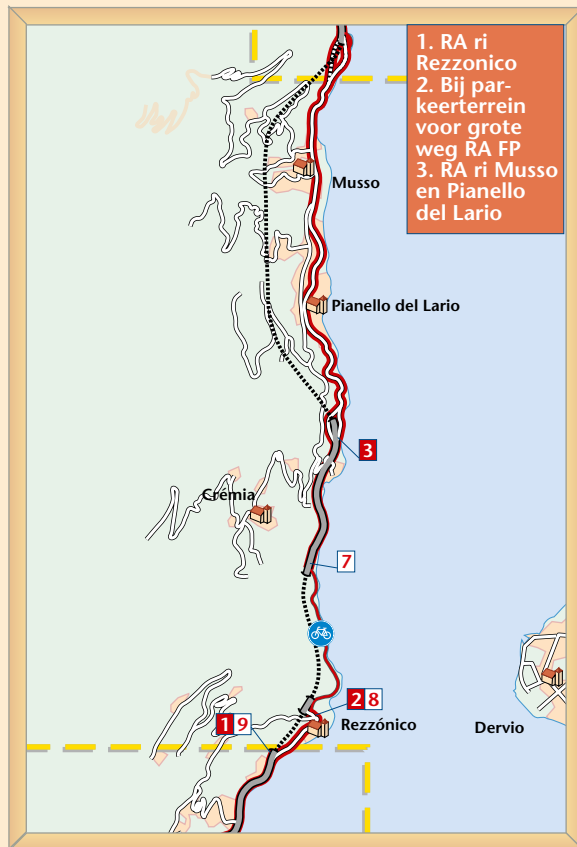 1. RA ri
Rezzonico
2. Bij par-
keerterrein
voor grote
weg RA FP
3. RA ri Musso
en Pianello
del Lario
Musso
Pianello del Lario
3
Crémia
7
2 8
1 9
Rezzónico
Dervio